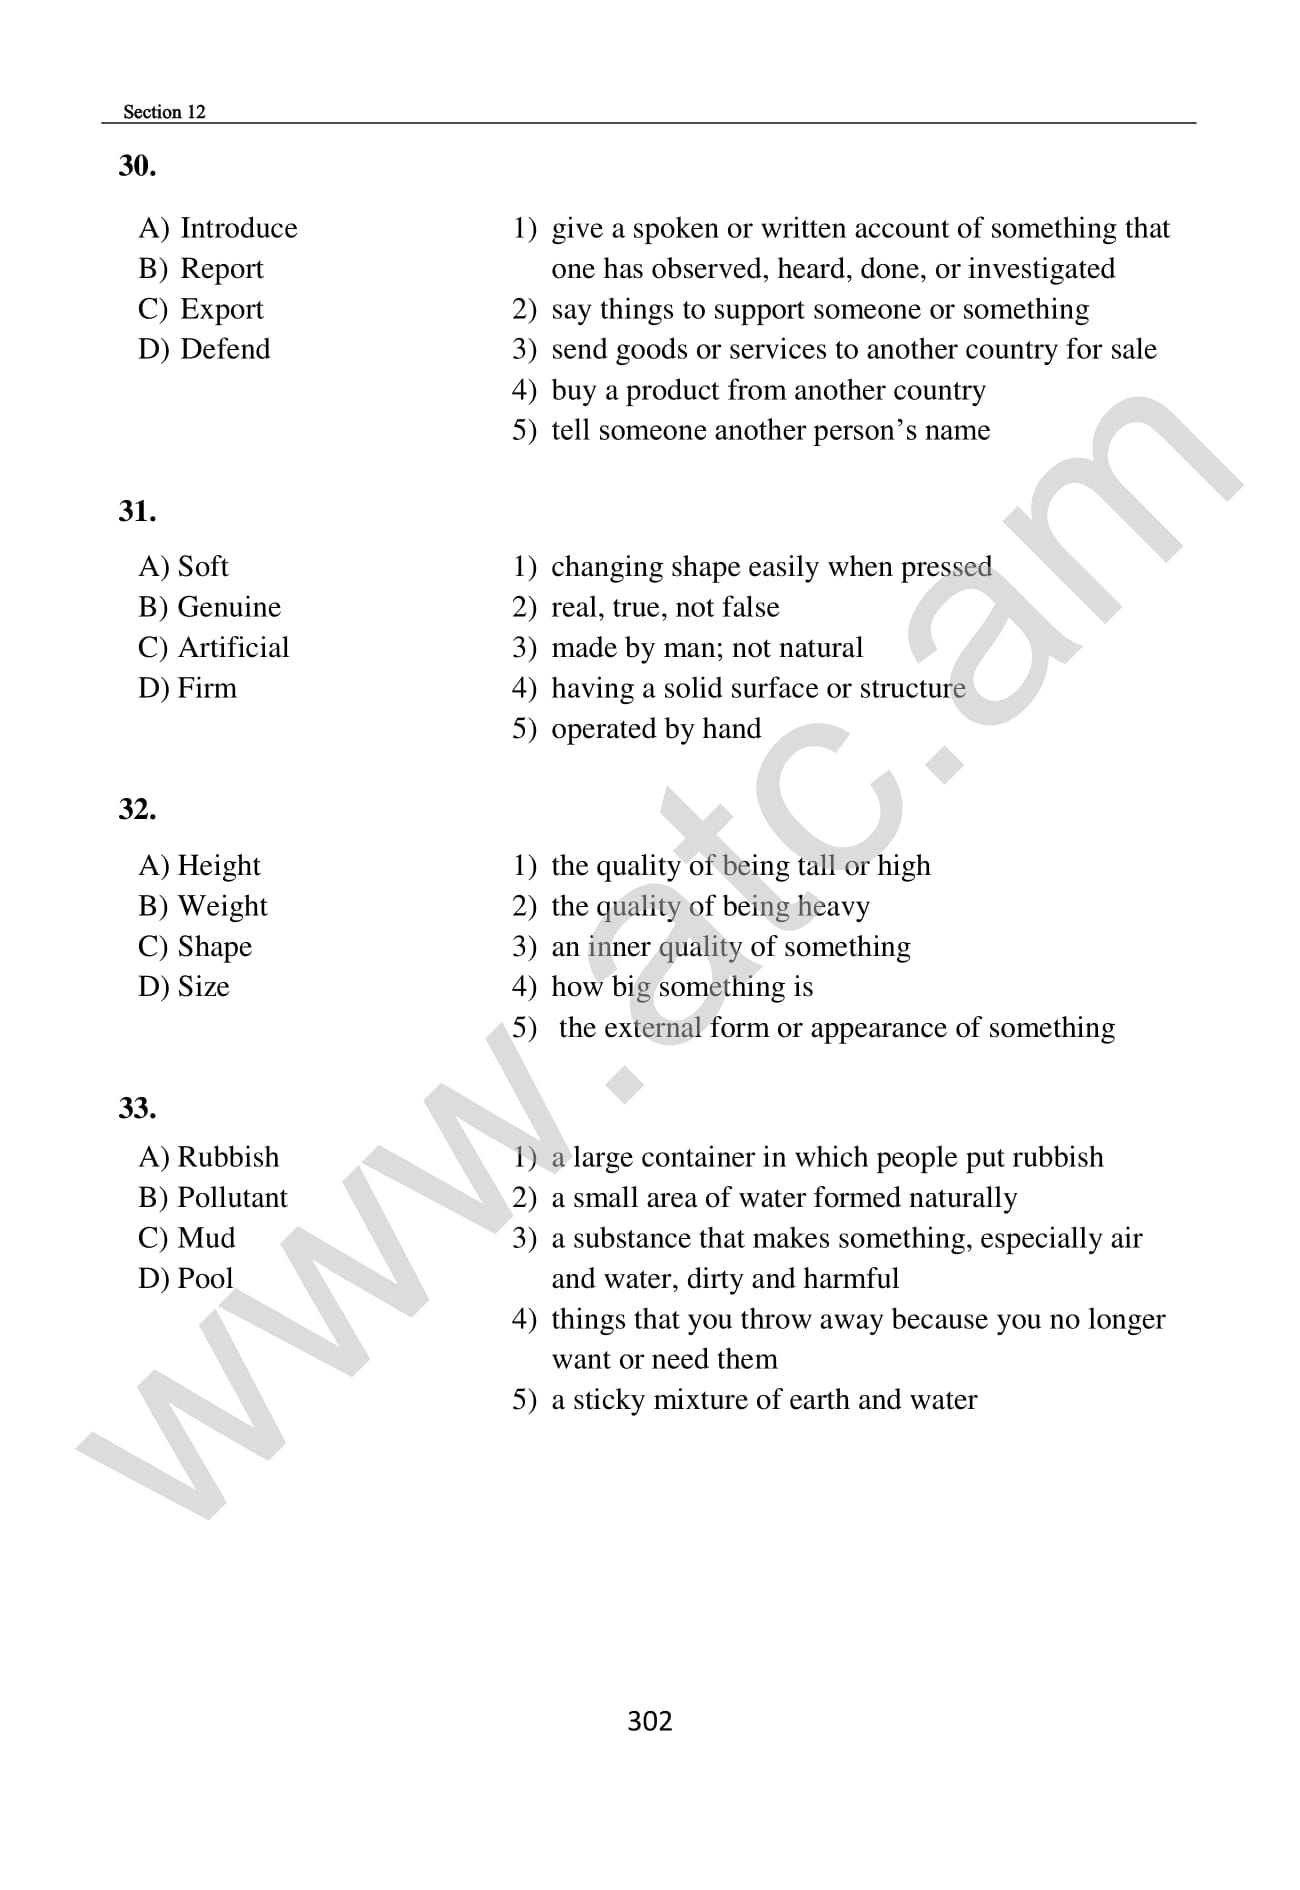 Section 12
30.
A) Introduce
B) Report
C) Export
D) Defend
1) give a spoken or written account of something that
one has observed, heard, done, or investigated
2) say things to support someone or something
3) send goods or services to another country for sale
4) buy a product from another country
5) tell someone another person’s name
31.
A) Soft
B) Genuine
C) Artificial
D) Firm
1) changing shape easily when pressed
2) real, true, not false
3) made by man; not natural
4) having a solid surface or structure
5) operated by hand
32.
A) Height
B) Weight
C) Shape
D) Size
1) the quality of being tall or high
2) the quality of being heavy
3) an inner quality of something
4) how big something is
5) the external form or appearance of something
33.
A) Rubbish
B) Pollutant
C) Mud
D) Pool
1) a large container in which people put rubbish
2) a small area of water formed naturally
3) a substance that makes something, especially air
and water, dirty and harmful
4) things that you throw away because you no longer
want or need them
5) a sticky mixture of earth and water
www.atc.am
302